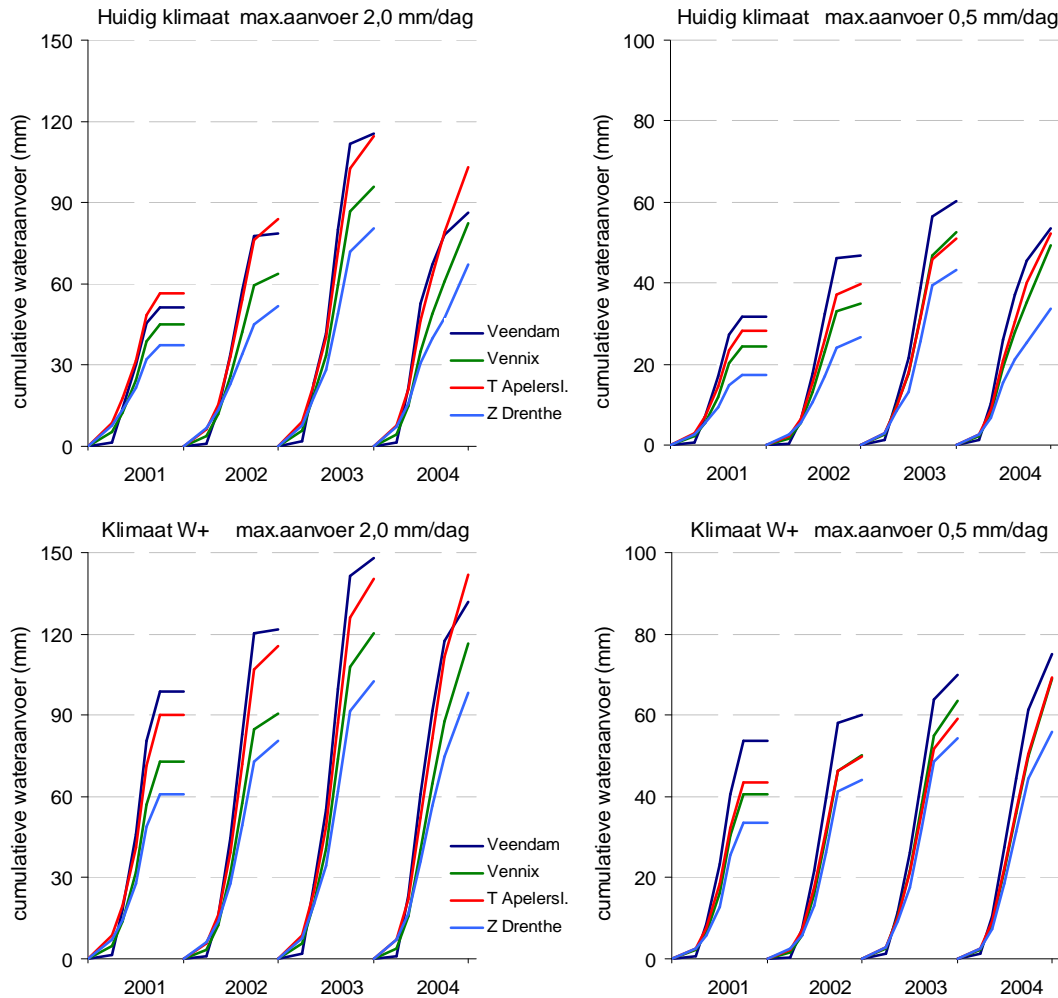 Huidig klimaat max.aanvoer 2,0 mm/dag
cumulatieve wateraanvoer (mm)
150
120
90
60
30
0
2001 2002 2003 2004
Veendam
Vennix
T Apelersl.
Z Drenthe
Huidig klimaat max.aanvoer 0,5 mm/dag
cumulatieve wateraanvoer (mm)
100
80
60
40
20
0
2001 2002 2003 2004
Klimaat W+ max.aanvoer 2,0 mm/dag
cumulatieve wateraanvoer (mm)
150
120
90
60
30
0
2001 2002 2003 2004
Veendam
Vennix
T Apelersl.
Z Drenthe
Klimaat W+ max.aanvoer 0,5 mm/dag
cumulatieve wateraanvoer (mm)
100
80
60
40
20
0
2001 2002 2003 2004